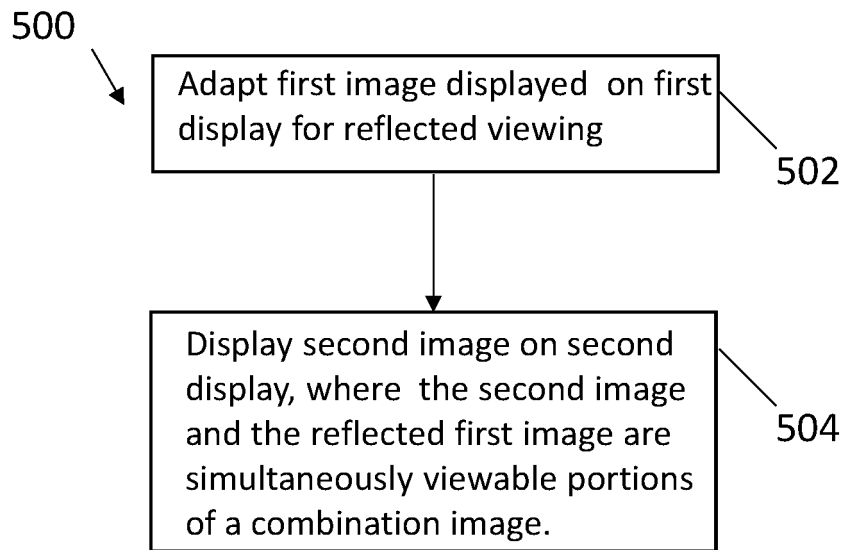 500
Adapt first image displayed on first
display for reflected viewing
502
Display second image on second
display, where the second image
and the reflected first image are
simultaneously viewable portions
of a combination image.
504